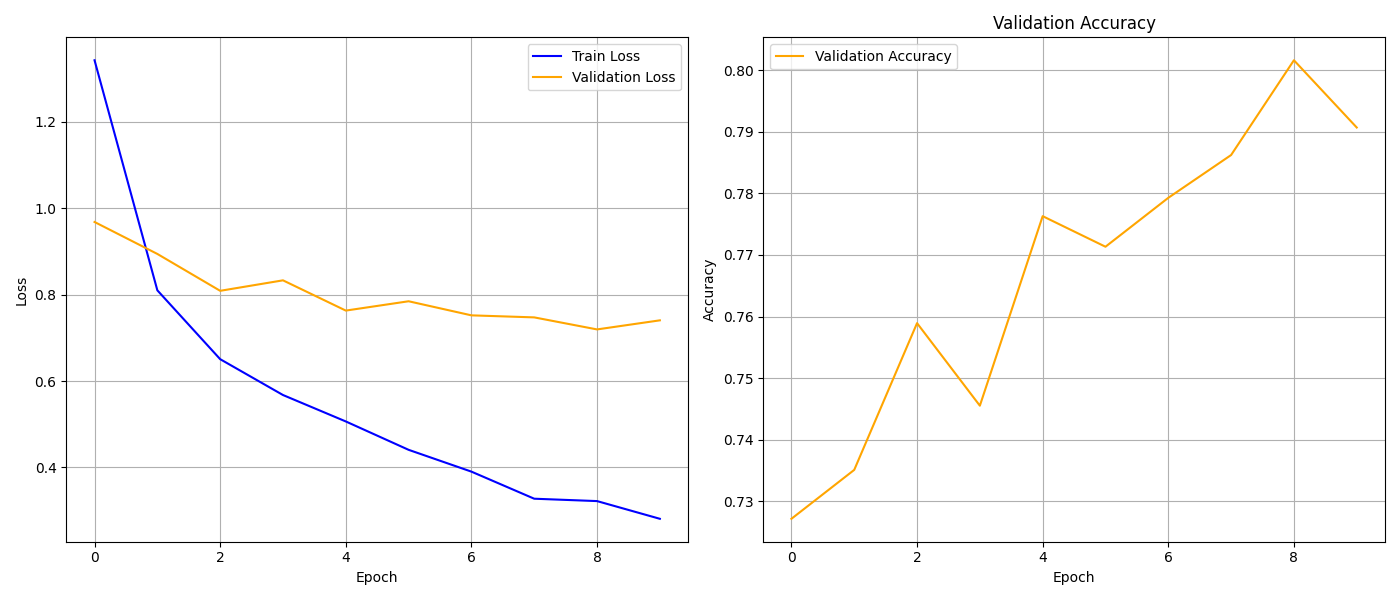 Train Loss
Validation Loss
1.2
1.0
0.8
0.6
0.4
Loss
0 2 4 6 8
Epoch
Validation Accuracy
Validation Accuracy
0.80
0.79
0.78
0.77
0.76
0.75
0.74
0.73
Accuracy
0 2 4 6 8
Epoch